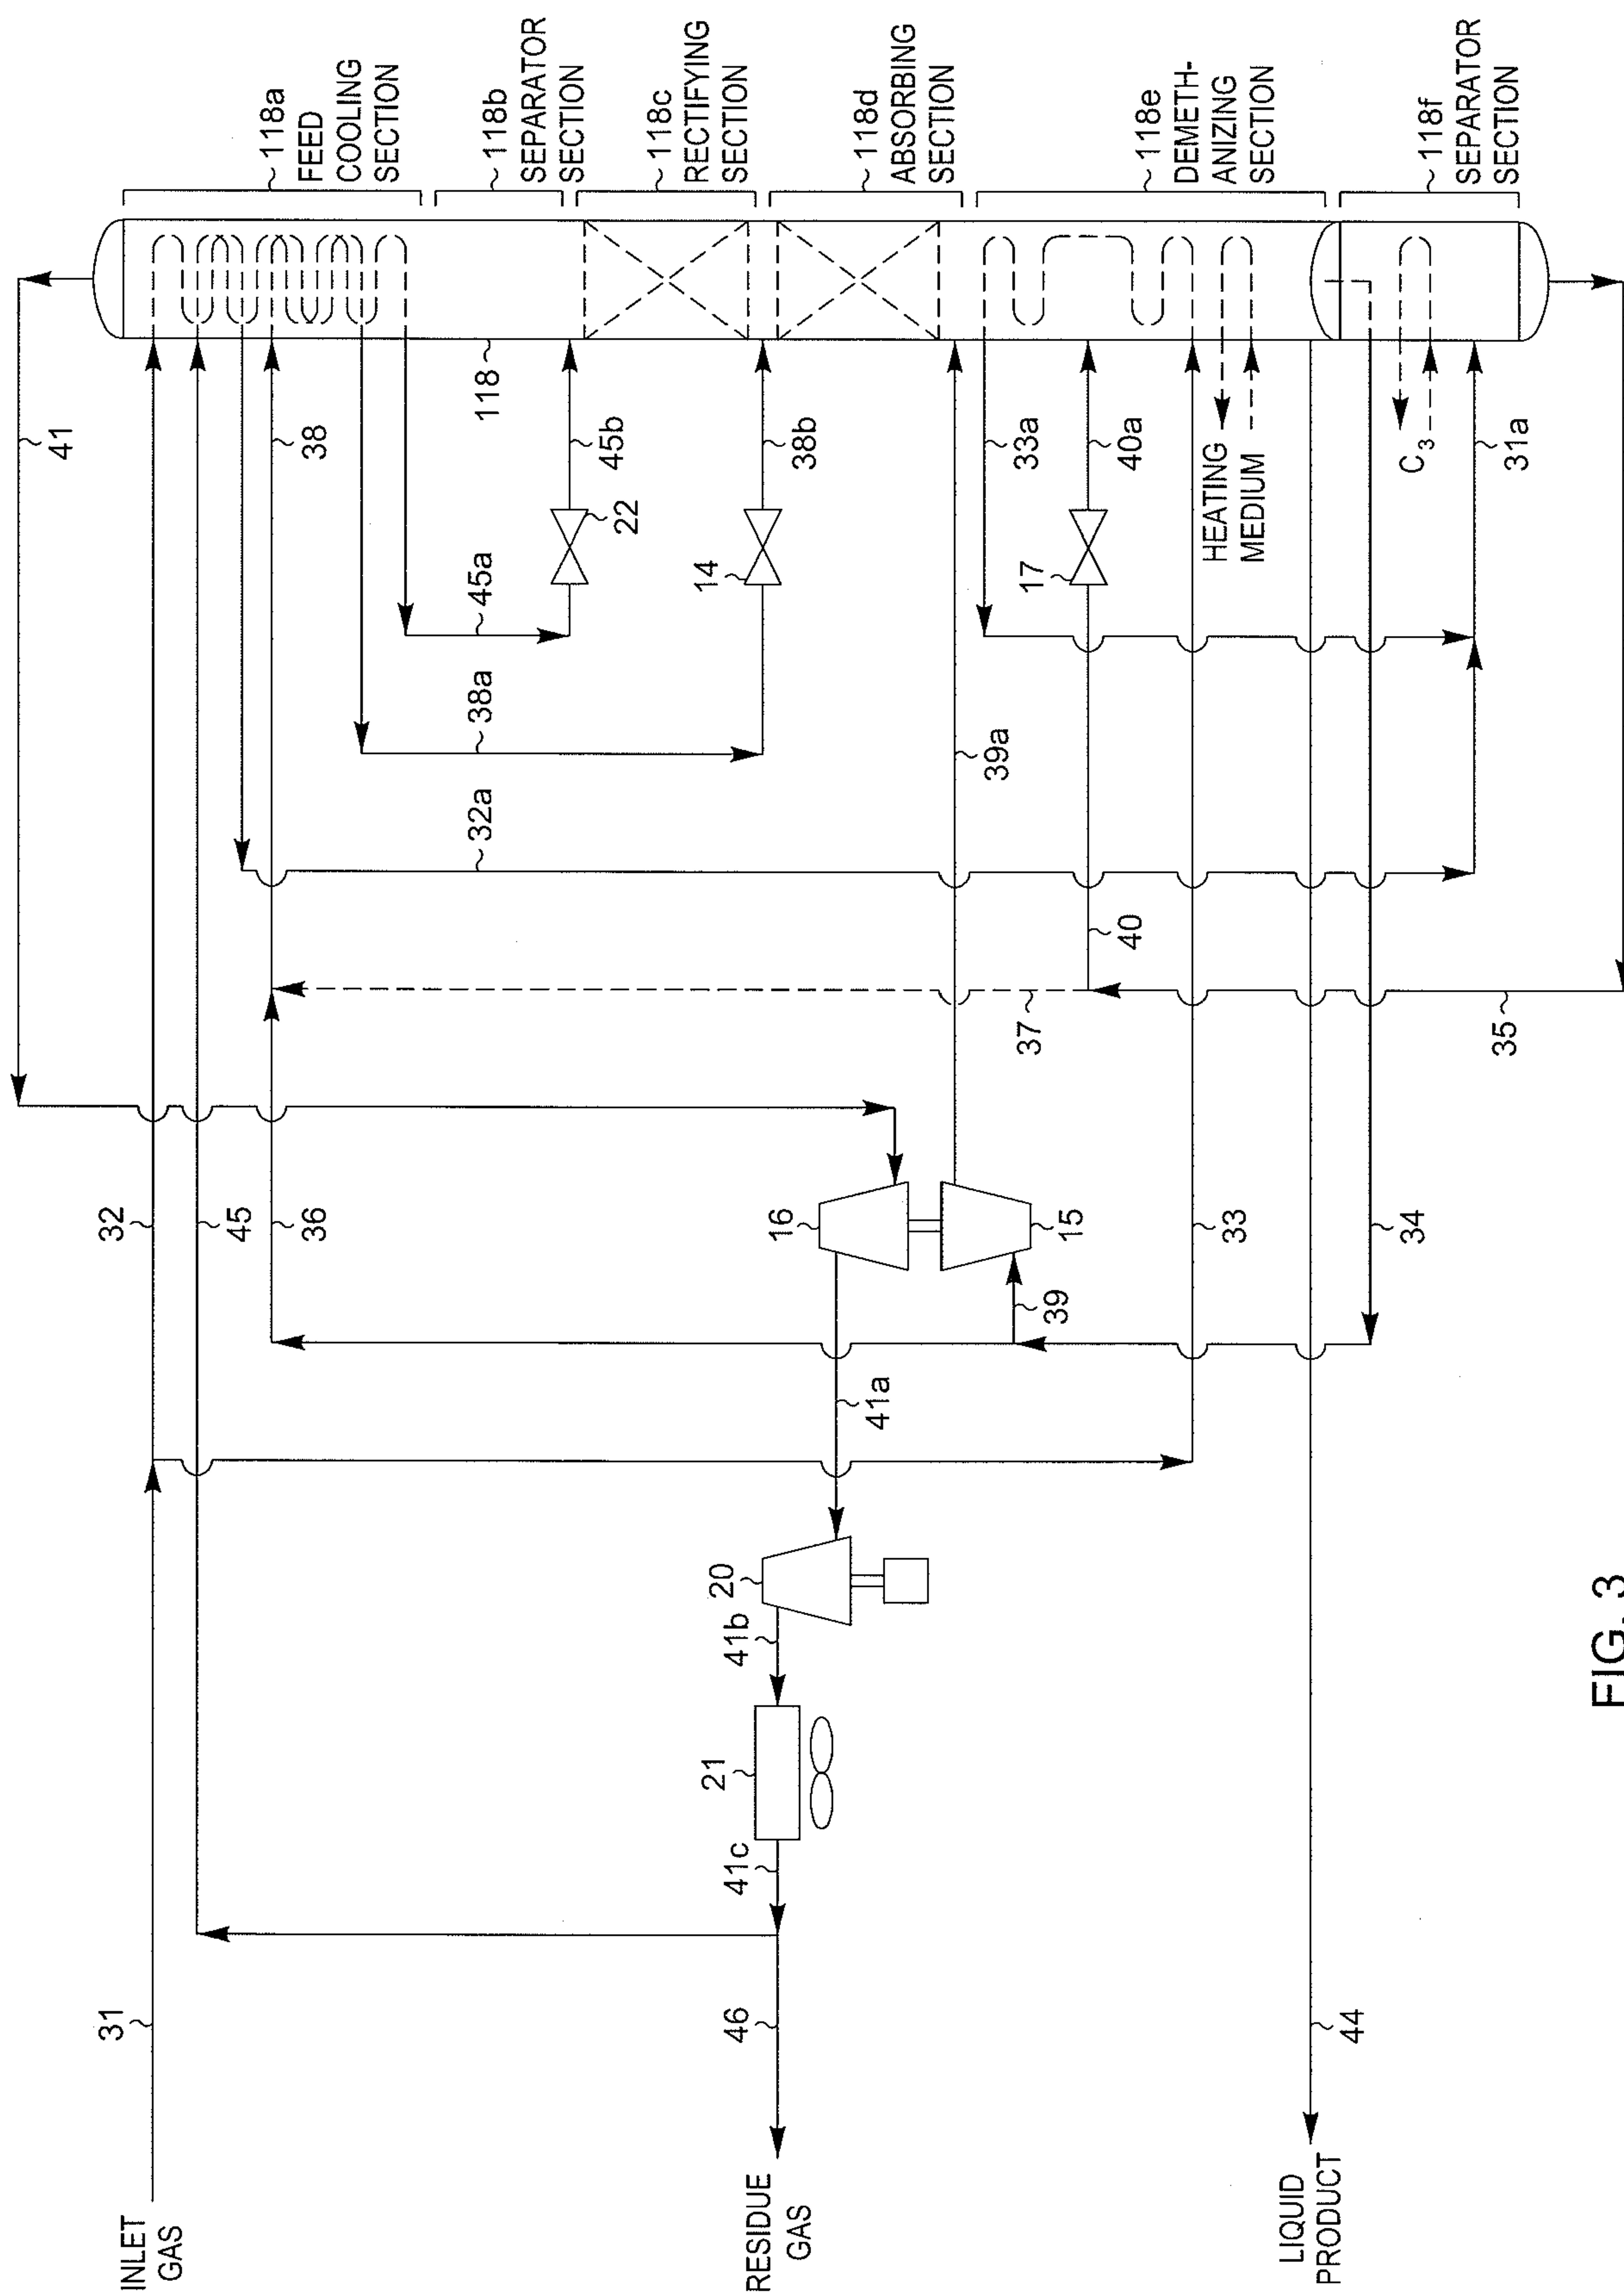 118a
FEED
COOLING
SECTION
118b
SEPARATOR
SECTION
118c
RECTIFYING
SECTION
118d
ABSORBING
SECTION
118e
DEMETH-
ANIZING
SECTION
118f
SEPARATOR
SECTION
41
38
118
45b
38b
33a
40a
HEATING
MEDIUM
C3
31a
22
14
17
45a
38a
32a
39a
40
37
35
32
45
36
16
15
33
34
39
41a
20
41b
21
41c
31
46
44
INLET
GAS
RESIDUE
GAS
LIQUID
PRODUCT
FIG. 3